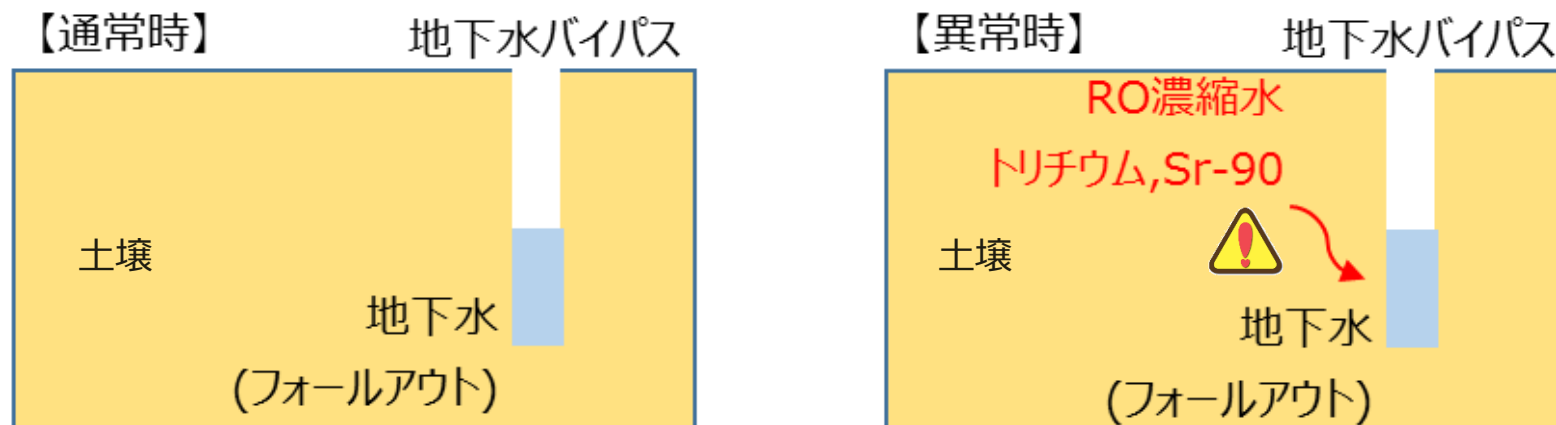 【通常時】
地下水バイパス
土壌
地下水
(フォールアウト)
【異常時】
地下水バイパス
RO濃縮水
トリチウム,Sr-90
土壌
地下水
(フォールアウト)